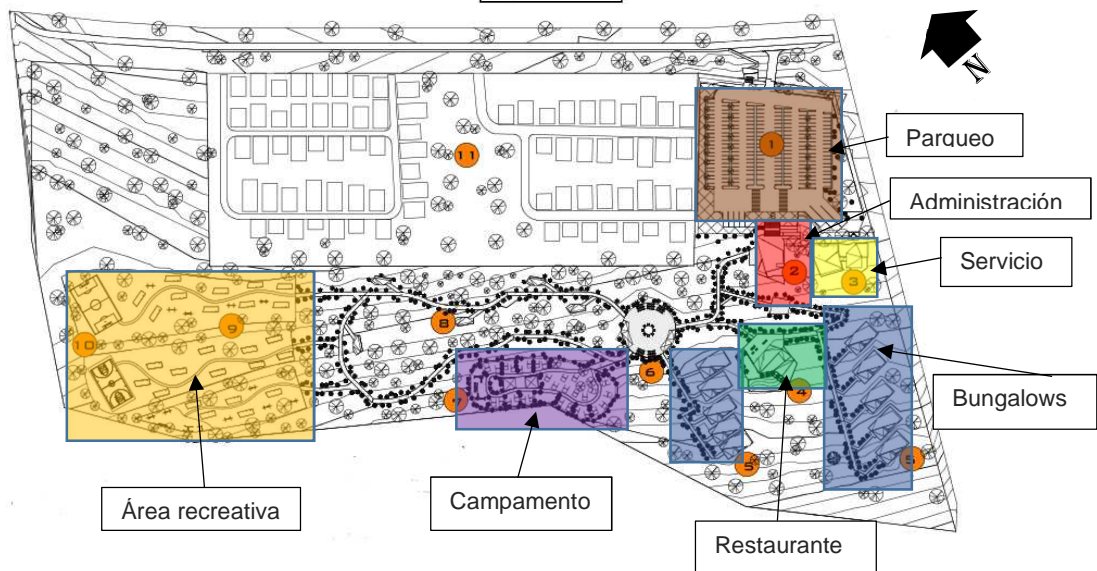 N
Parqueo
Administración
Servicio
Bungalows
Restaurante
Campamento
Área recreativa
1
2
3
4
5
5
6
7
8
9
10
11